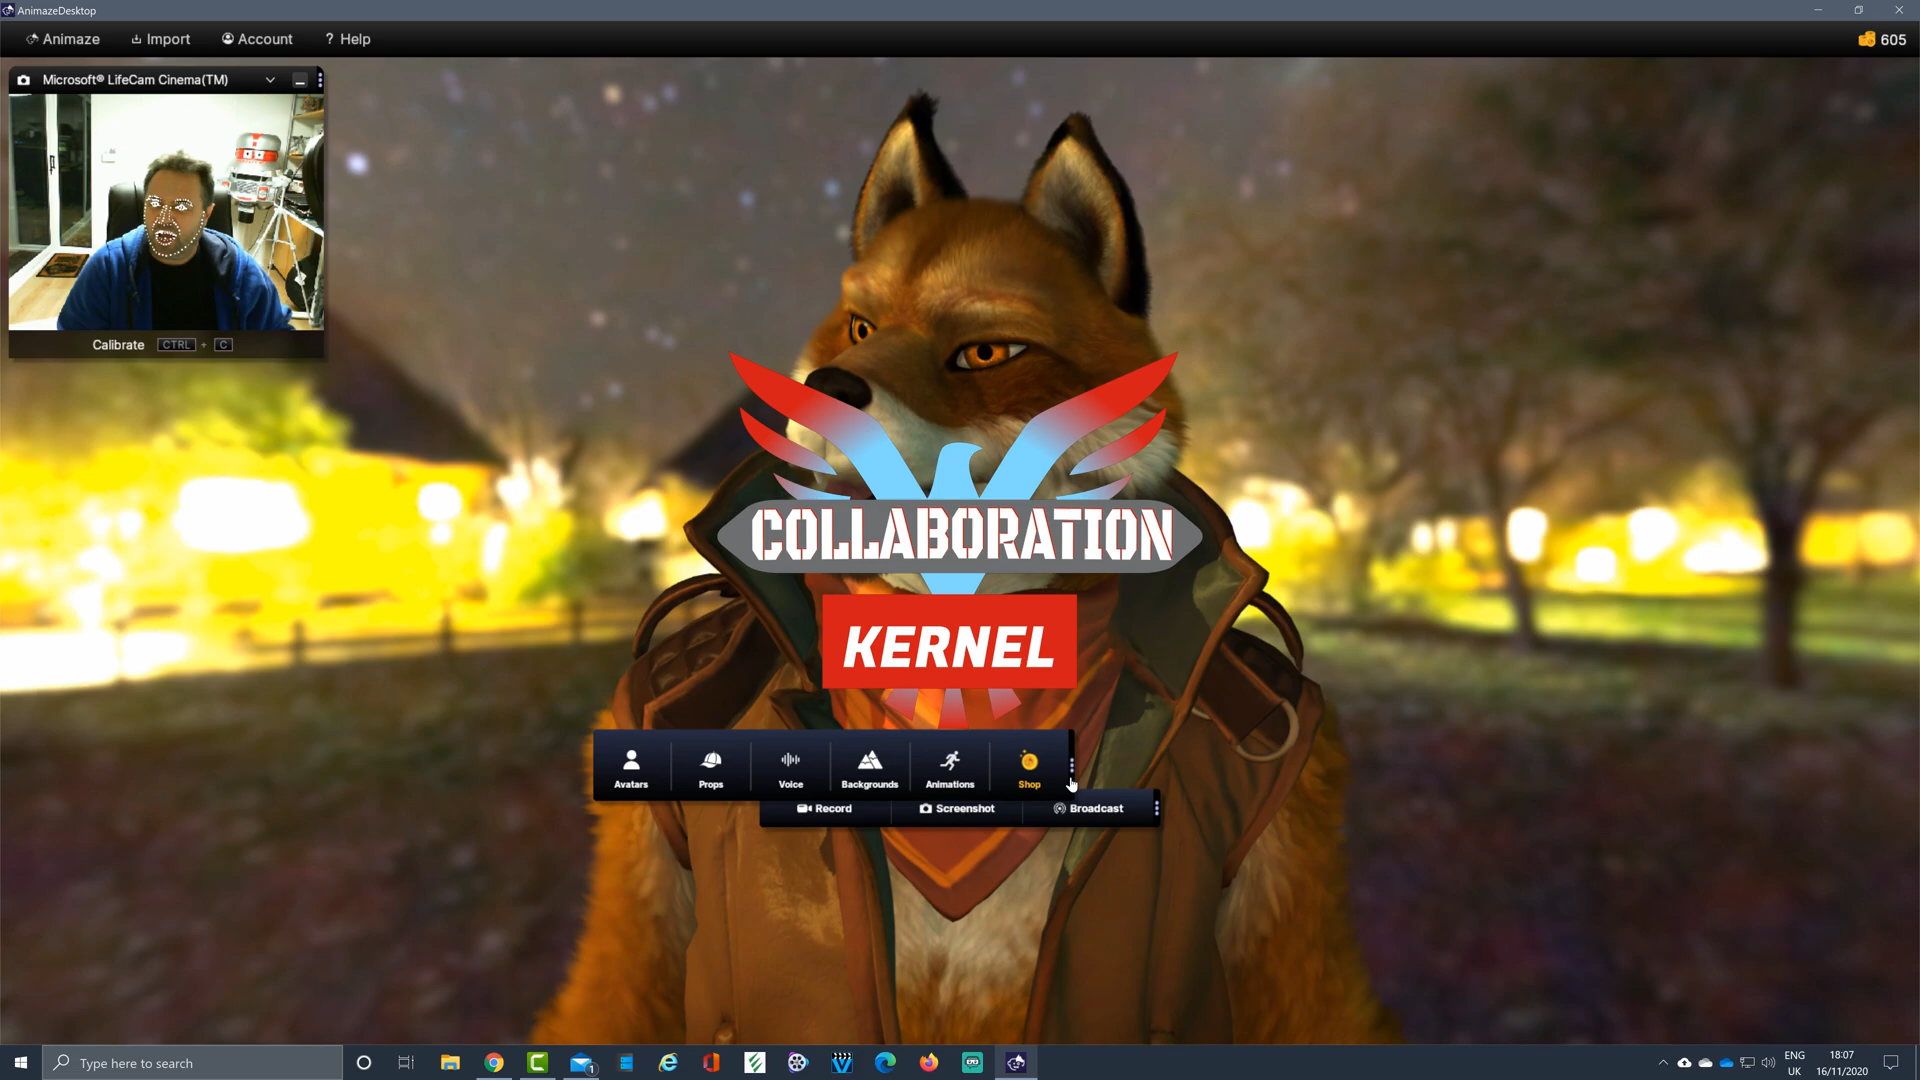 AnimazeDesktop
Animaze Import Account ? Help 605
Microsoft® LifeCam Cinema(TM)
Calibrate CTRL + C
COLLABORATION
KERNEL
Avatars Props Voice Backgrounds Animations Shop
Record Screenshot Broadcast
Type here to search
1
ENG 18:07
UK 16/11/2020